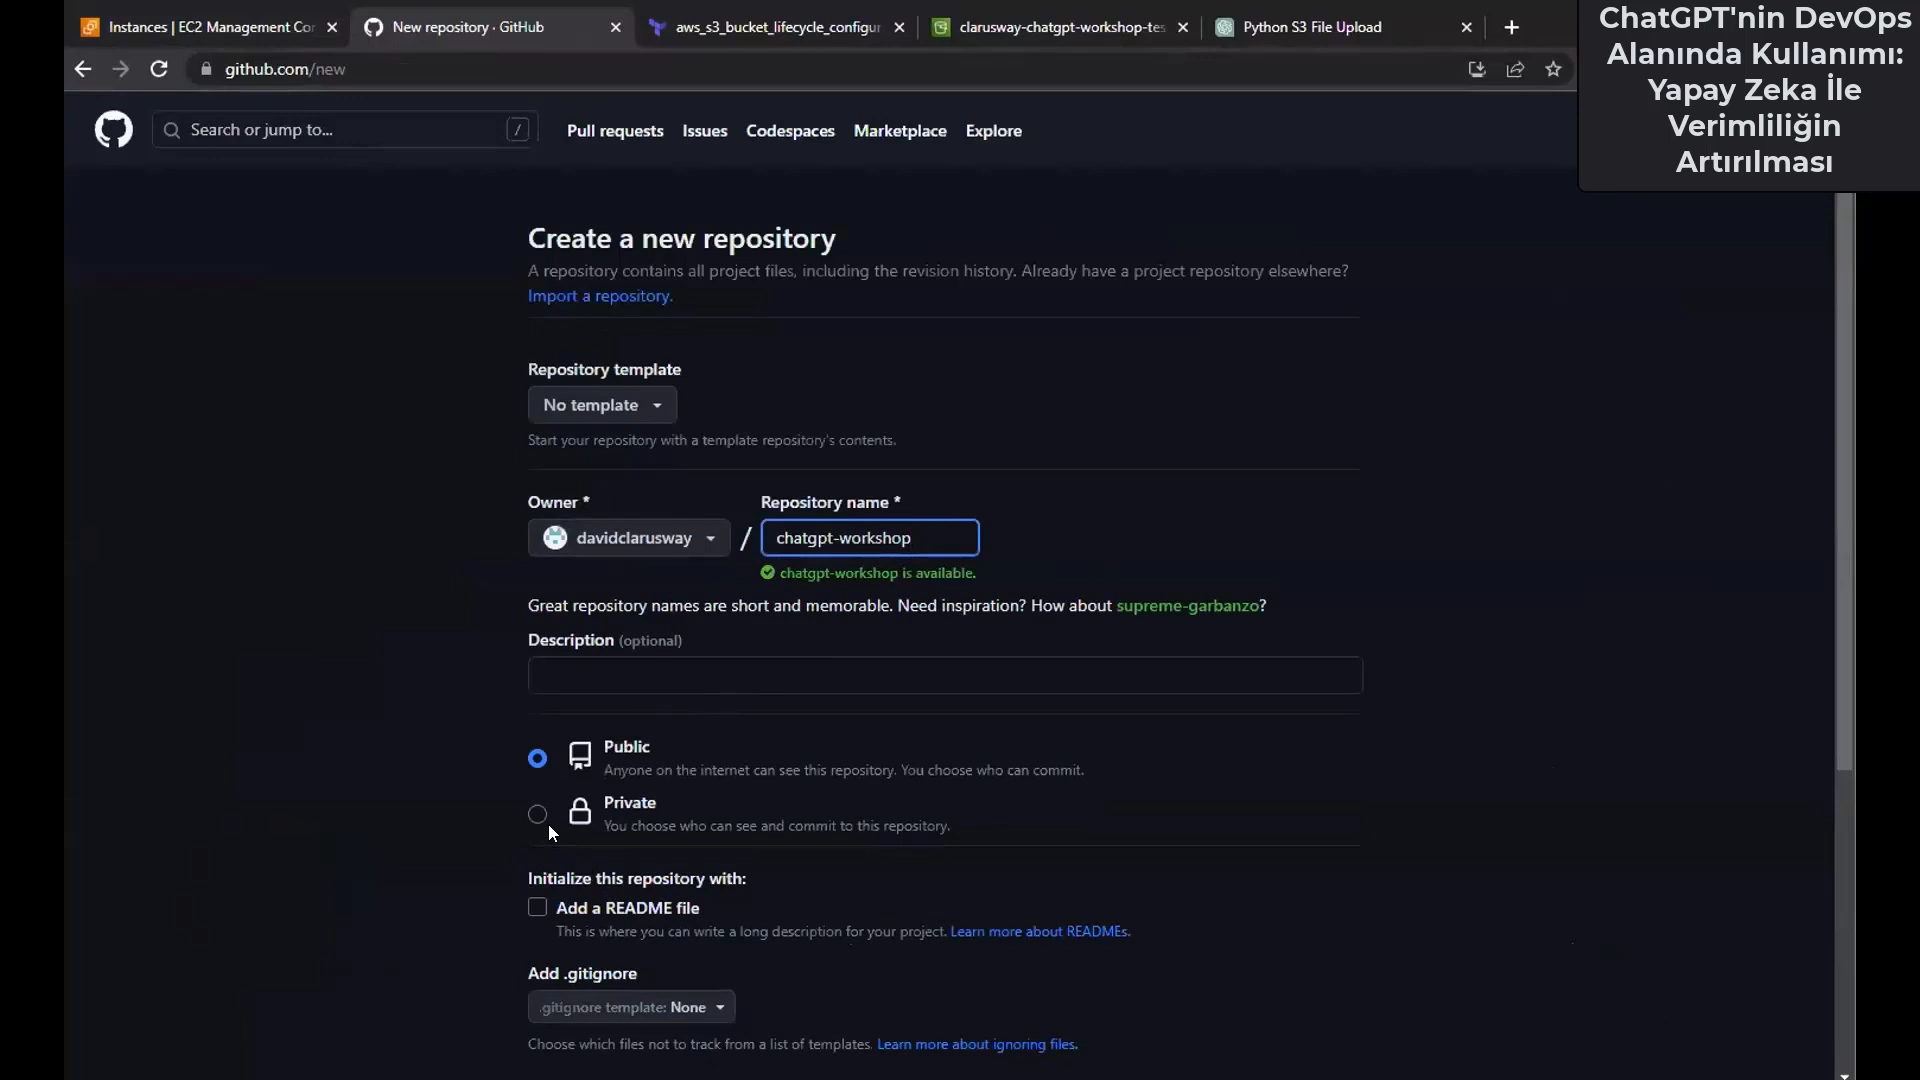 Instances | EC2 Management Cor
New repository · GitHub
aws_s3_bucket_lifecycle_configur
clarusway-chatgpt-workshop-tes
Python S3 File Upload
ChatGPT'nin DevOps
Alanında Kullanımı:
Yapay Zeka İle
Verimliliğin
Artırılması
github.com/new
Search or jump to...
/
Pull requests
Issues
Codespaces
Marketplace
Explore
Create a new repository
A repository contains all project files, including the revision history. Already have a project repository elsewhere?
Import a repository.
Repository template
No template
Start your repository with a template repository's contents.
Owner *
Repository name *
davidclarusway
/
chatgpt-workshop
chatgpt-workshop is available.
Great repository names are short and memorable. Need inspiration? How about supreme-garbanzo?
Description (optional)
Public
Anyone on the internet can see this repository. You choose who can commit.
Private
You choose who can see and commit to this repository.
Initialize this repository with:
Add a README file
This is where you can write a long description for your project. Learn more about READMEs.
Add .gitignore
.gitignore template: None
Choose which files not to track from a list of templates. Learn more about ignoring files.